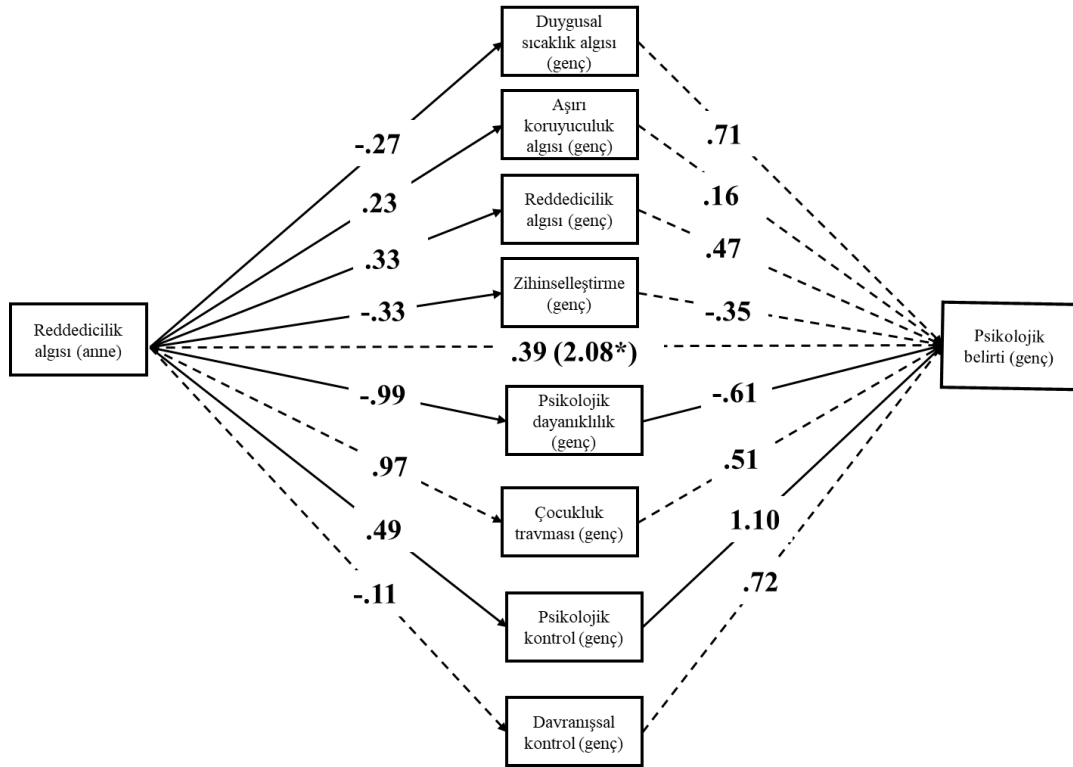 Duygusal
sıcaklık algısı
(genç)
Aşırı
koruyuculuk
algısı (genç)
Reddedicilik
algısı (genç)
Zihinselleştirme
(genç)
Reddedicilik
algısı (anne)
Psikolojik
dayanıklılık
(genç)
Çocukluk
travması (genç)
Psikolojik
kontrol (genç)
Davranışsal
kontrol (genç)
Psikolojik
belirti (genç)
-.27
.23
.33
-.33
.39 (2.08*)
-.99
.97
.49
-.11
.71
.16
.47
-.35
-.61
.51
1.10
.72